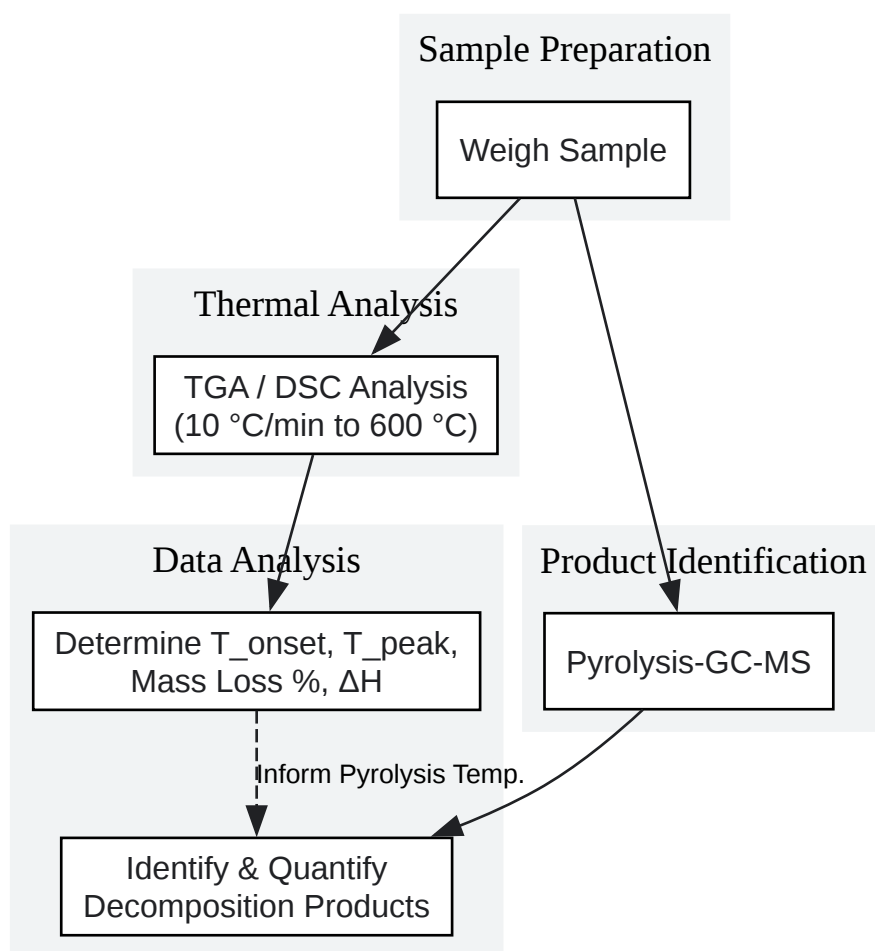 Sample Preparation
Weigh Sample
Thermal Analysis
TGA / DSC Analysis
(10 °C/min to 600 °C)
Data Analysis
Product Identification
Determine T_onset, T_peak,
Mass Loss %, ΔH
Pyrolysis-GC-MS
Inform Pyrolysis Temp.
Identify & Quantify
Decomposition Products